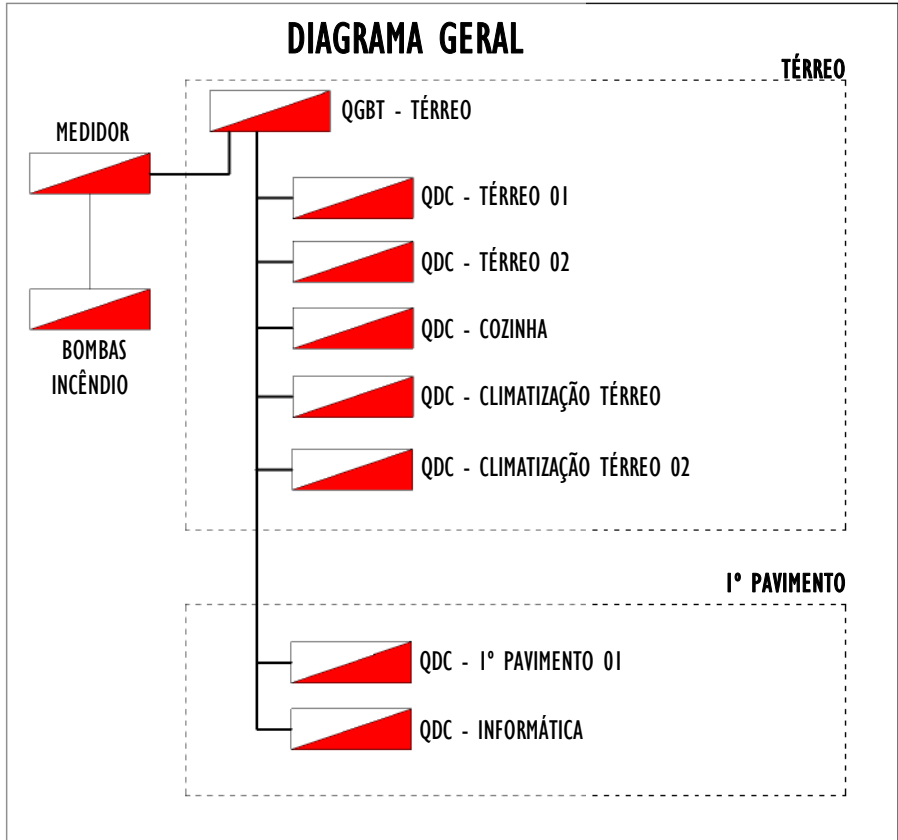 DIAGRAMA GERAL
TÉRREO
QGBT - TÉRREO
MEDIDOR
QDC - TÉRREO 01
QDC - TÉRREO 02
QDC - COZINHA
BOMBAS
INCÊNDIO
QDC - CLIMATIZAÇÃO TÉRREO
QDC - CLIMATIZAÇÃO TÉRREO 02
1º PAVIMENTO
QDC - 1º PAVIMENTO 01
QDC - INFORMÁTICA